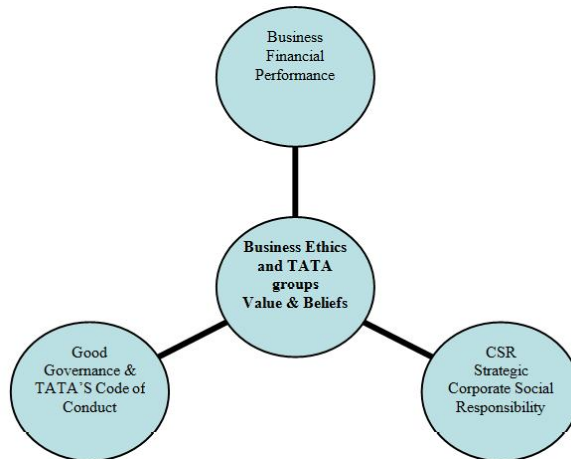 Business
Financial
Performance
Business Ethics
and TATA
groups
Value & Beliefs
Good
Governance &
TATA'S Code of
Conduct
CSR
Strategic
Corporate Social
Responsibility